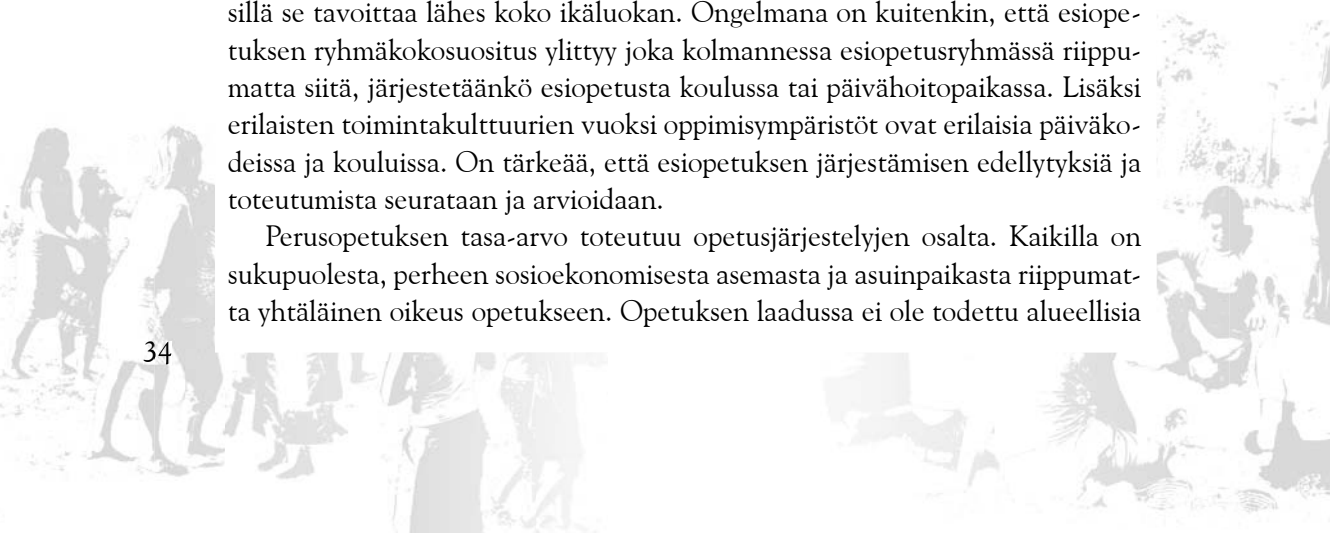 sillä se tavoittaa lähes koko ikäluokan. Ongelmana on kuitenkin, että esiope-
tuksen ryhmäkokosuositus ylittyy joka kolmannessa esiopetusryhmässä riippu-
matta siitä, järjestetäänkö esiopetusta koulussa tai päivähoitopaikassa. Lisäksi
erilaisten toimintakulttuurien vuoksi oppimisympäristöt ovat erilaisia päiväko-
deissa ja kouluissa. On tärkeää, että esiopetuksen järjestämisen edellytyksiä ja
toteutumista seurataan ja arvioidaan.
Perusopetuksen tasa-arvo toteutuu opetusjärjestelyjen osalta. Kaikilla on
sukupuolesta, perheen sosioekonomisesta asemasta ja asuinpaikasta riippumat-
ta yhtäläinen oikeus opetukseen. Opetuksen laadussa ei ole todettu alueellisia
34